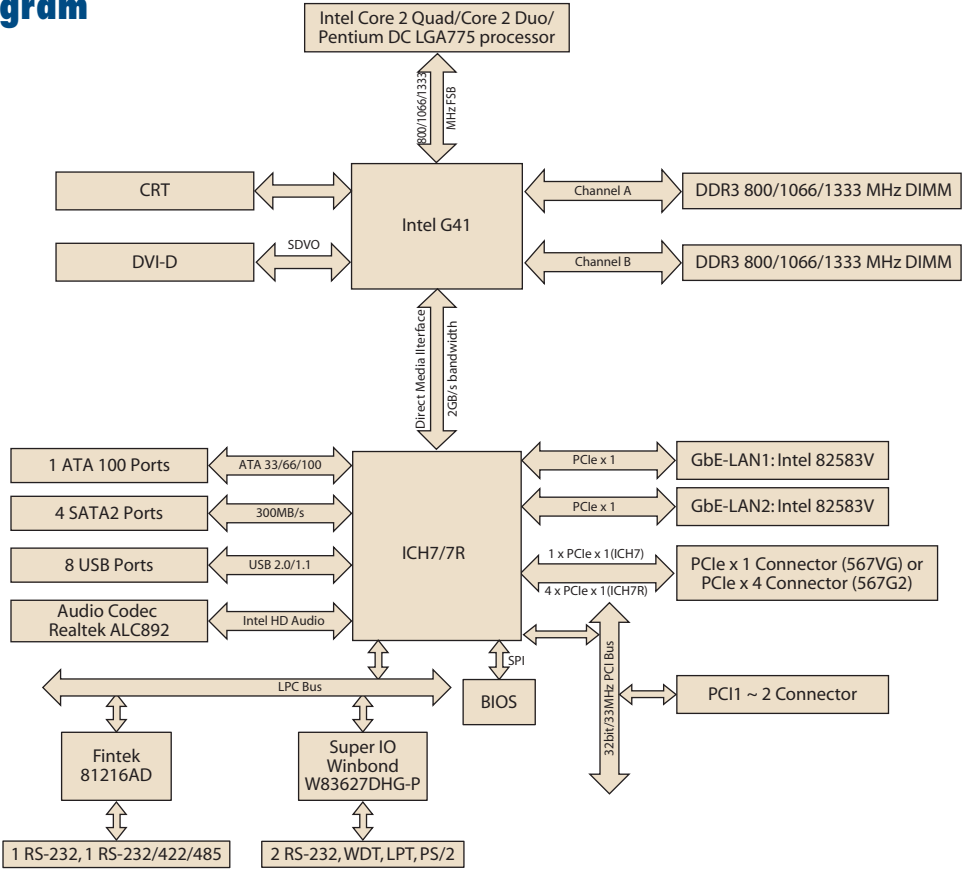 gram
Intel Core 2 Quad/Core 2 Duo/
Pentium DC LGA775 processor
800/1066/1333
MHz FSB
CRT
Channel A
DDR3 800/1066/1333 MHz DIMM
Intel G41
DVI-D
SDVO
Channel B
DDR3 800/1066/1333 MHz DIMM
Direct Media IIterface
2GB/s bandwidth
1 ATA 100 Ports
ATA 33/66/100
PCIe x 1
GbE-LAN1: Intel 82583V
4 SATA2 Ports
300MB/s
PCIe x 1
GbE-LAN2: Intel 82583V
ICH7/7R
8 USB Ports
USB 2.0/1.1
1 x PCIe x 1(ICH7)
4 x PCIe x 1(ICH7R)
PCIe x 1 Connector (567VG) or
PCIe x 4 Connector (567G2)
Audio Codec
Realtek ALC892
Intel HD Audio
SPI
BIOS
LPC Bus
32bit/33MHz PCI Bus
PCI1 ~ 2 Connector
Fintek
81216AD
Super IO
Winbond
W83627DHG-P
1 RS-232, 1 RS-232/422/485
2 RS-232, WDT, LPT, PS/2